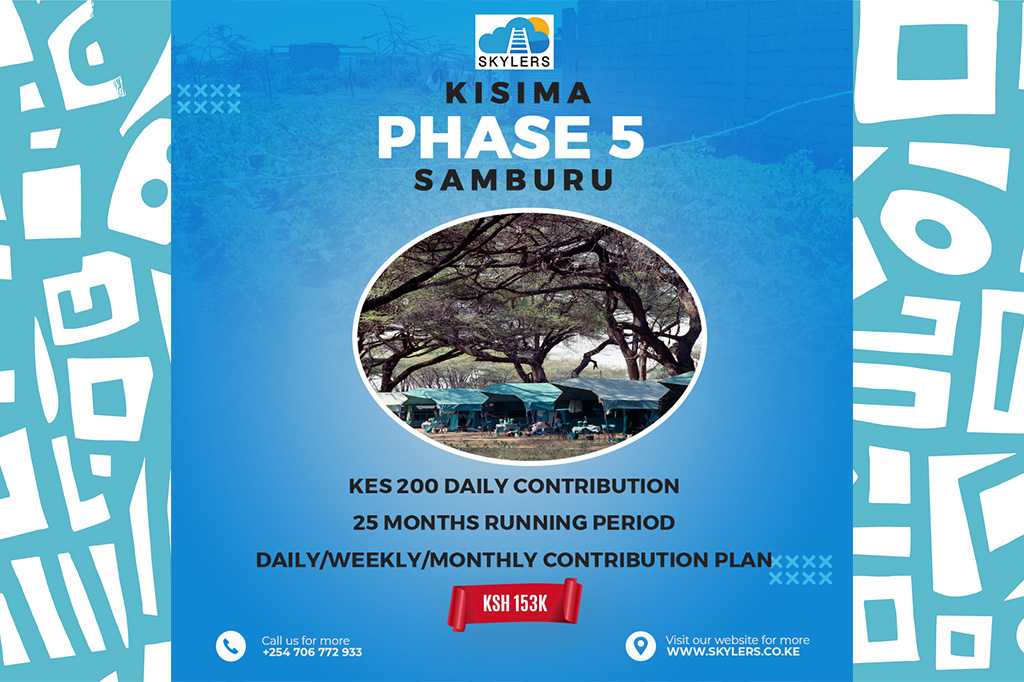 SKYLERS
KISIMA
PHASE 5
SAMBURU
KES 200 DAILY CONTRIBUTION
25 MONTHS RUNNING PERIOD
DAILY/WEEKLY/MONTHLY CONTRIBUTION PLAN
KSH 153K
Call us for more
+254 706 772 933
Visit our website for more
WWW.SKYLERS.CO.KE